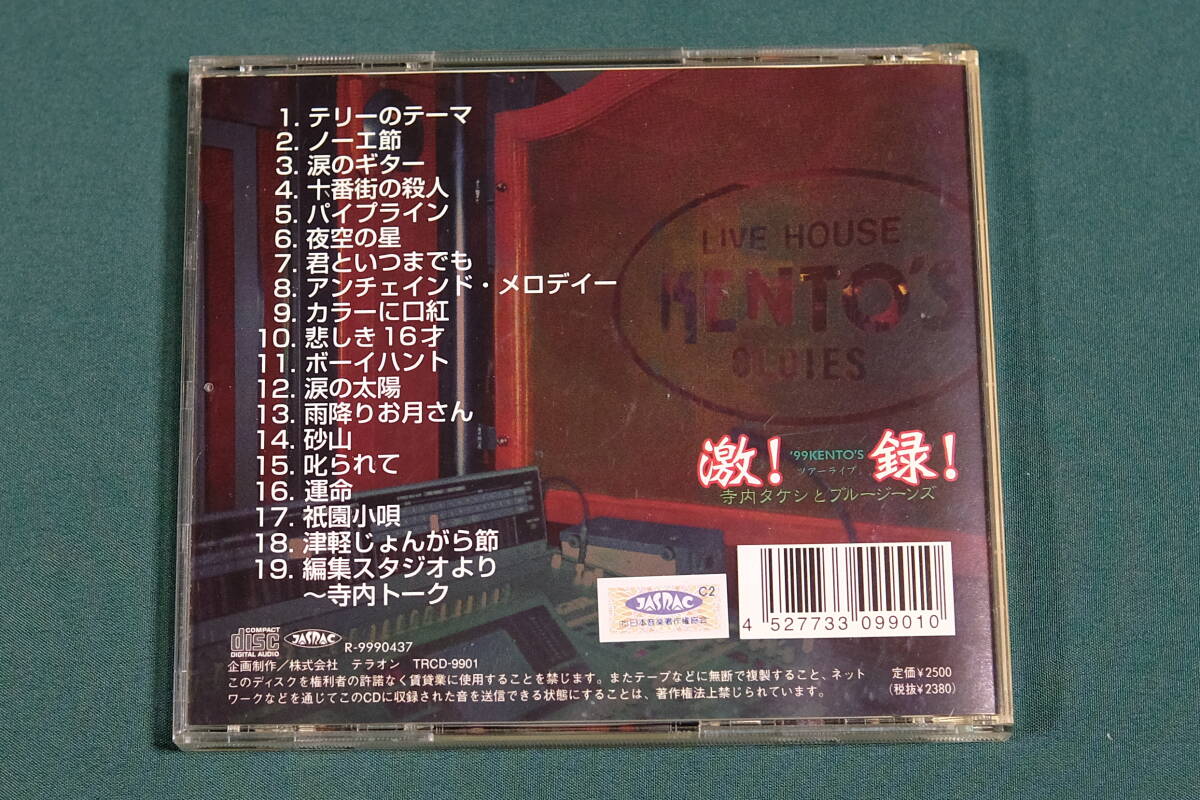 1. テリーのテーマ
2. ノーエ節
3. 涙のギター
4. 十番街の殺人
5. パイプライン
6. 夜空の星
7. 君といつまでも
8. アンチェインド・メロデイー
9. カラーに口紅
10. 悲しき16才
11. ボーイハント
12. 涙の太陽
13. 雨降りお月さん
14. 砂山
15. 叱られて
16. 運命
17. 祇園小唄
18. 津軽じょんがら節
19. 編集スタジオより
～寺内トーク
LIVE HOUSE
KENTO'S
OLDIES
激! '99KENTO'S ツアーライブ 録!
寺内タケシとブルージーンズ
C2
JASRAC
日本音楽著作権協会
4 527733 099010
COMPACT
disc
DIGITAL AUDIO
JASRAC
R-9990437
企画制作/株式会社 テラオン TRCD-9901
このディスクを権利者の許諾なく賃貸業に使用することを禁じます。またテープなどに無断で複製すること、ネット
ワークなどを通じてこのCDに収録された音を送信できる状態にすることは、著作権法上禁じられています。
定価¥2500
(税抜¥2380)